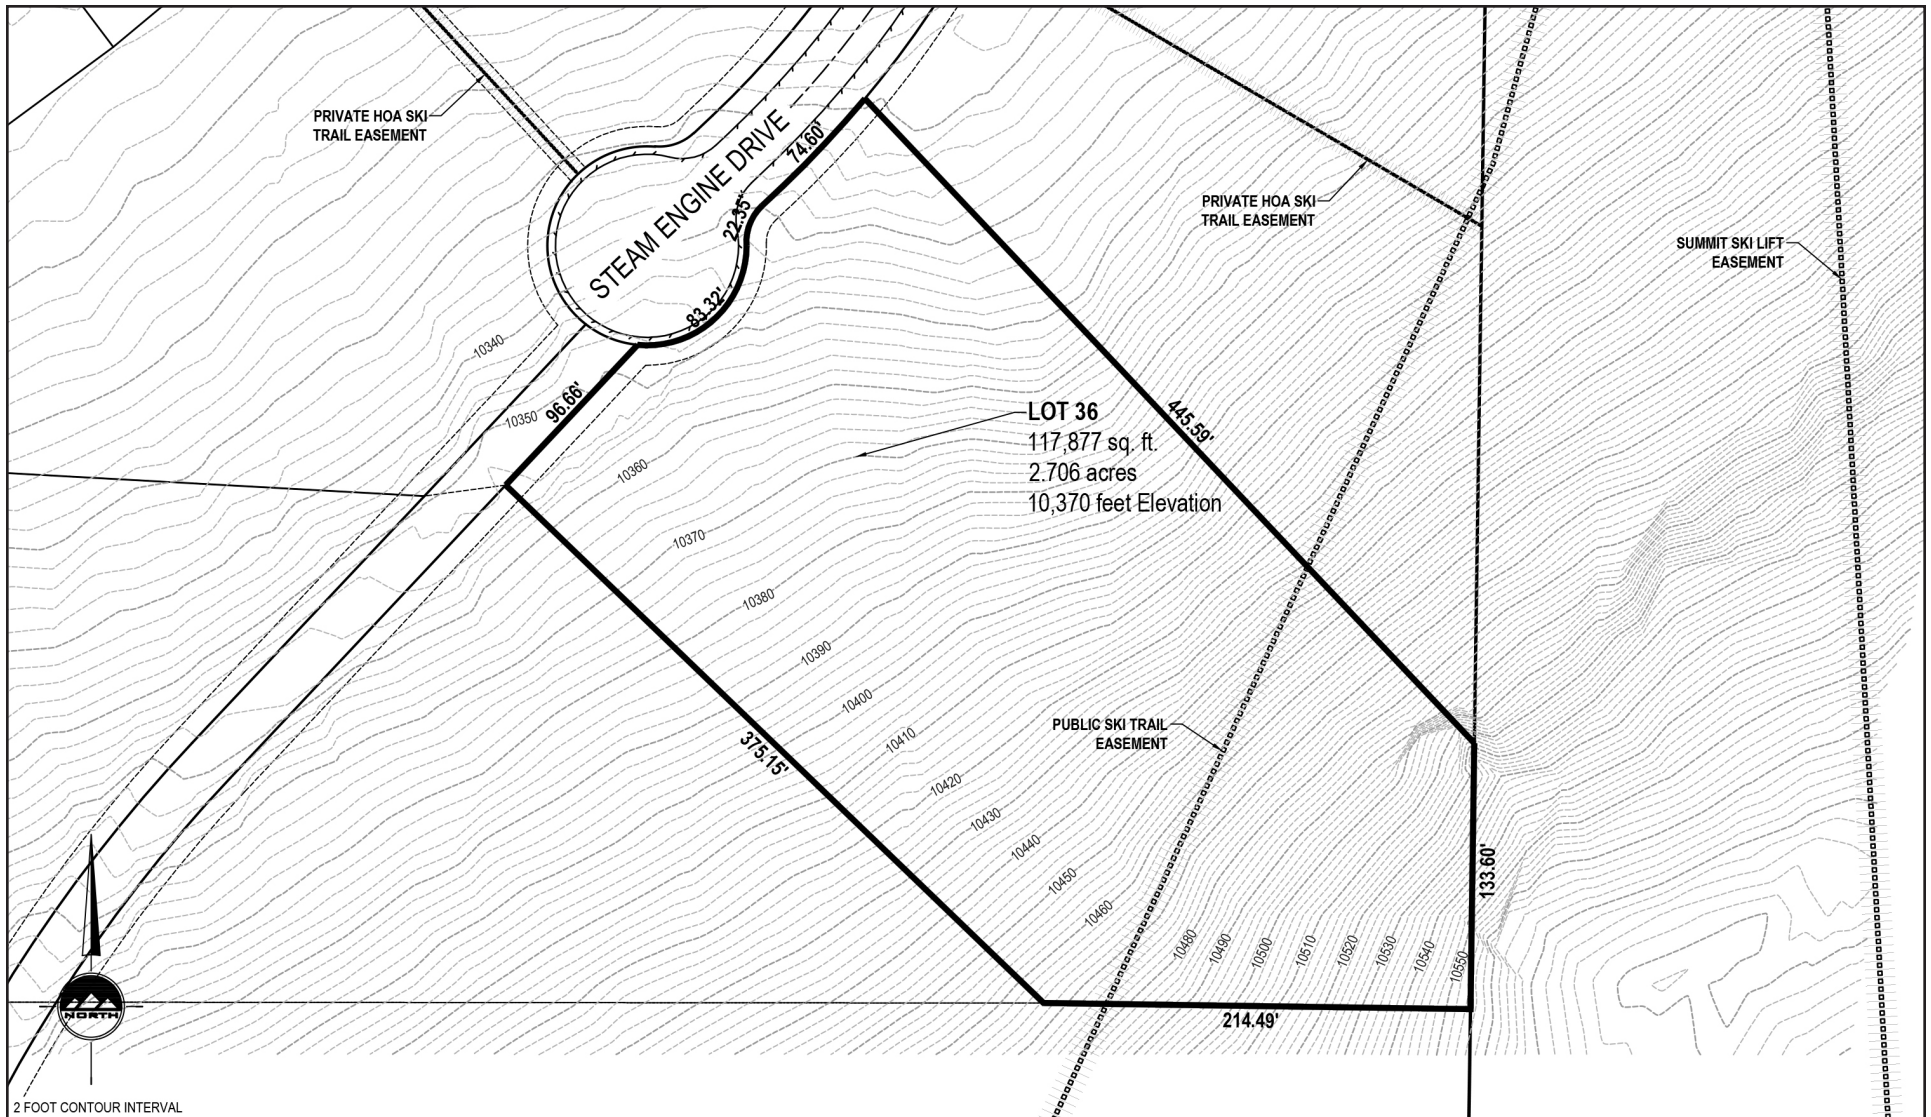 PRIVATE HOA SKI
TRAIL EASEMENT
STEAM ENGINE DRIVE
74.60'
22.35'
83.32'
96.66'
PRIVATE HOA SKI
TRAIL EASEMENT
SUMMIT SKI LIFT
EASEMENT
10340
10350
10360
10370
10380
10390
10400
10410
10420
10430
10440
10450
10460
10480
10490
10500
10510
10520
10530
10540
10550
LOT 36
117,877 sq. ft.
2.706 acres
10,370 feet Elevation
445.59'
375.15'
PUBLIC SKI TRAIL
EASEMENT
133.60'
214.49'
NORTH
2 FOOT CONTOUR INTERVAL